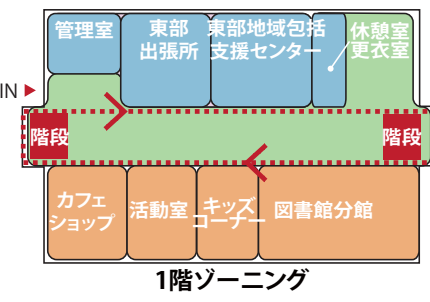 管理室
東部
出張所
東部地域包括
支援センター
休憩室
更衣室
IN
階段
階段
カフェ
ショップ
活動室
キッズ
コーナー
図書館分館
1階ゾーニング